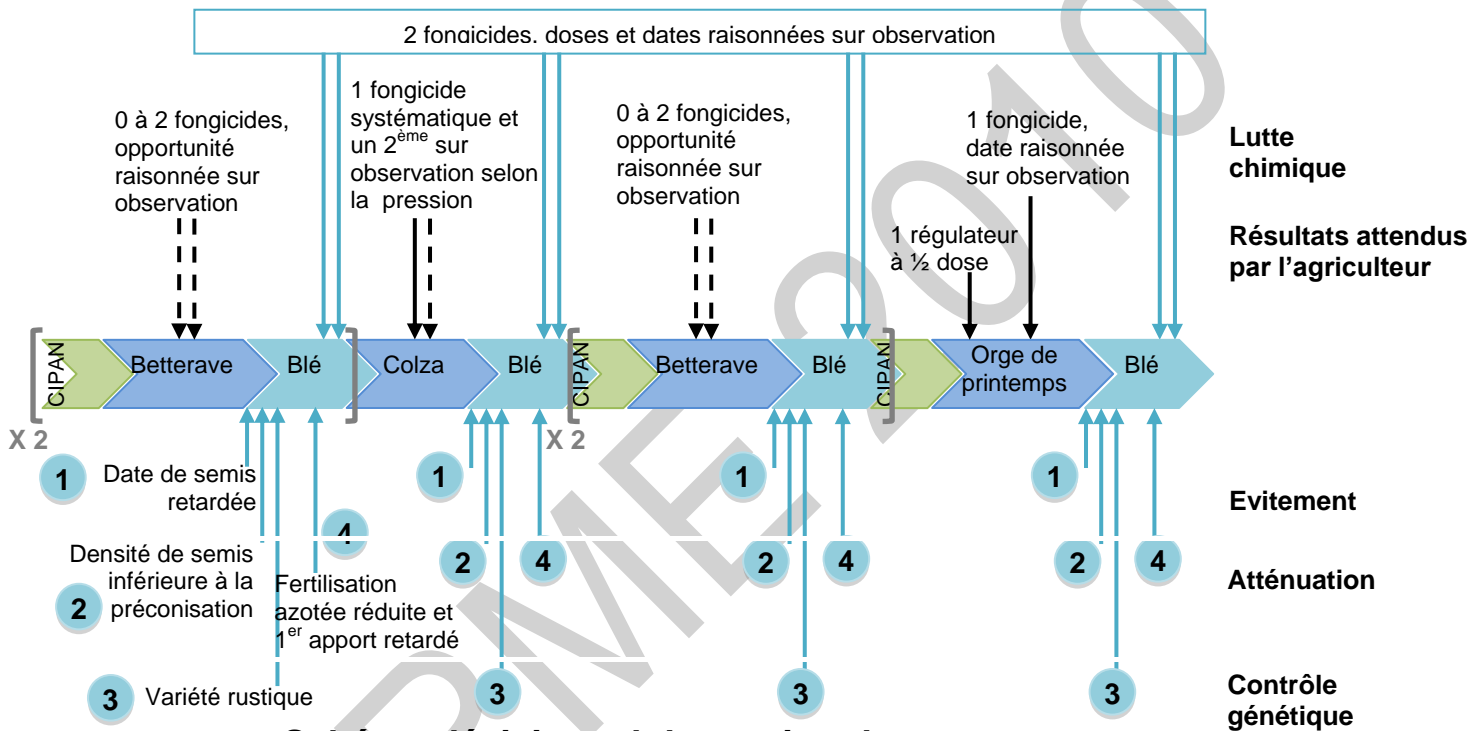 2 fongicides, doses et dates raisonnées sur observation
0 à 2 fongicides,
opportunité
raisonnée sur
observation
1 fongicide
systématique et
un 2ème sur
observation selon
la pression
0 à 2 fongicides,
opportunité
raisonnée sur
observation
1 fongicide,
date raisonnée
sur observation
1 régulateur
à ½ dose
Lutte
chimique
Résultats attendus
par l'agriculteur
CIPAN
Betterave
Blé
Colza
Blé
CIPAN
Betterave
Blé
CIPAN
Orge de
printemps
Blé
X 2
X 2
1
Date de semis
retardée
1
1
1
Evitement
4
Densité de semis
inférieure à la
préconisation
2
Fertilisation
azotée réduite et
1er apport retardé
2
4
2
4
2
4
Atténuation
3
Variété rustique
3
3
3
Contrôle
génétique
PME 2010